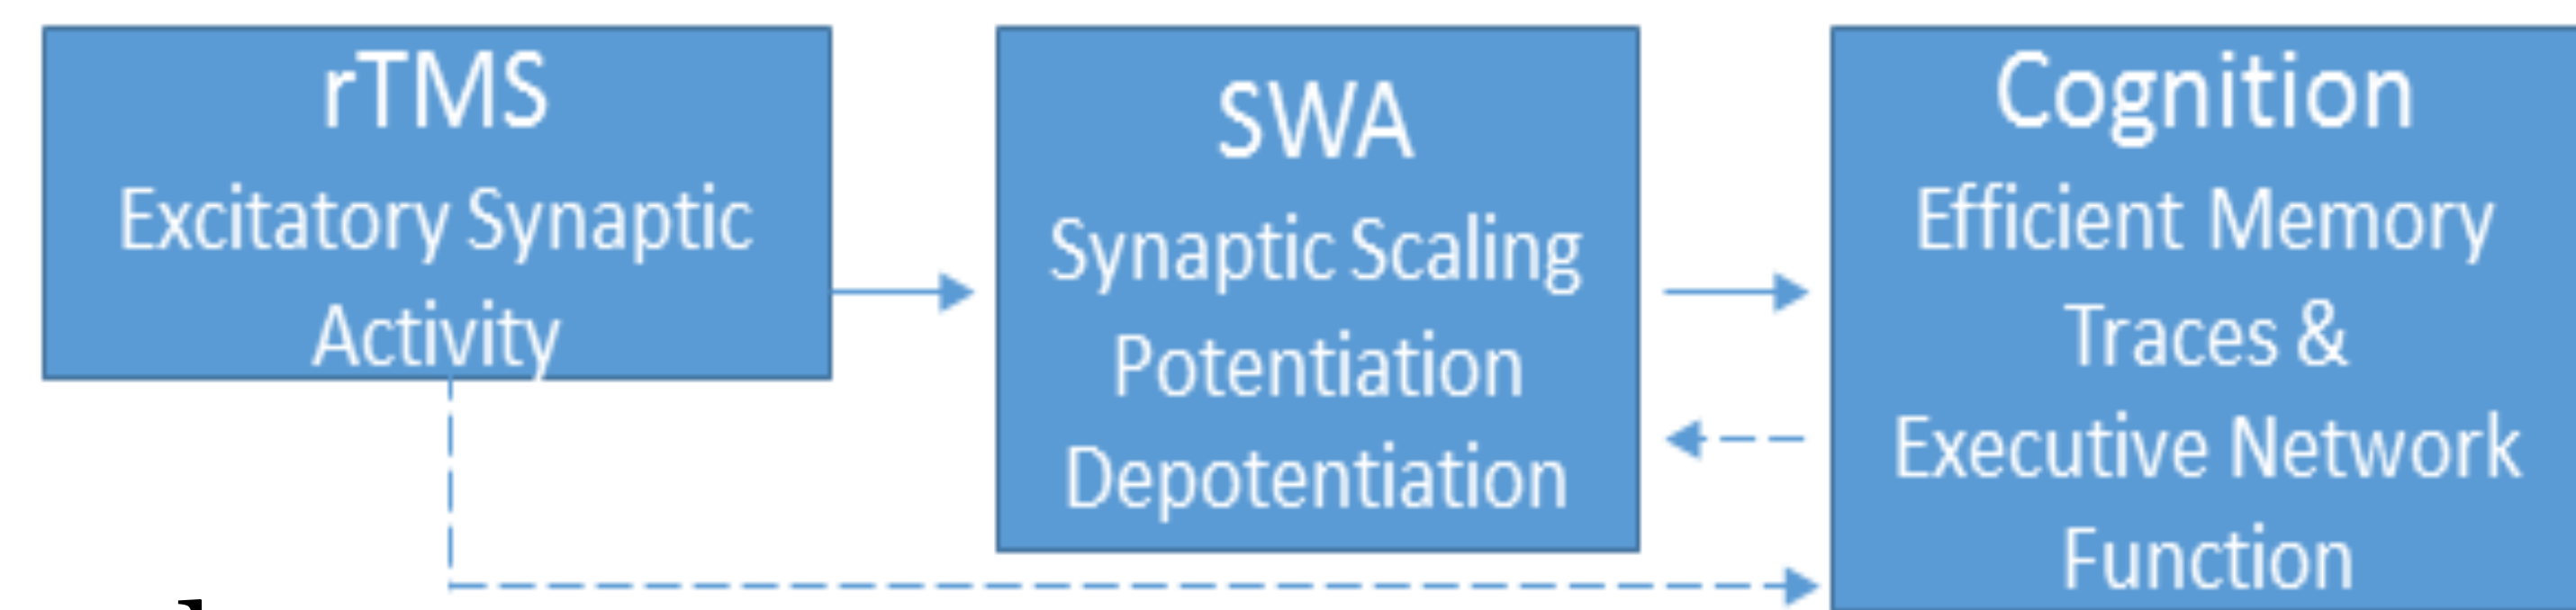 rTMS
Excitatory Synaptic
Activity
SWA
Synaptic Scaling
Potentiation
Depotentiation
Cognition
Efficient Memory
Traces &
Executive Network
Function